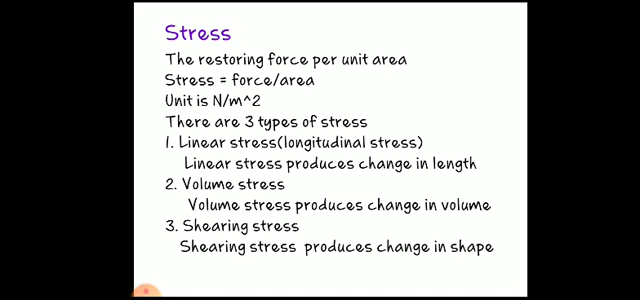 Stress
The restoring force per unit area
Stress = force/area
Unit is N/m^2
There are 3 types of stress
1. Linear stress(longitudinal stress)
Linear stress produces change in length
2. Volume stress
Volume stress produces change in volume
3. Shearing stress
Shearing stress produces change in shape